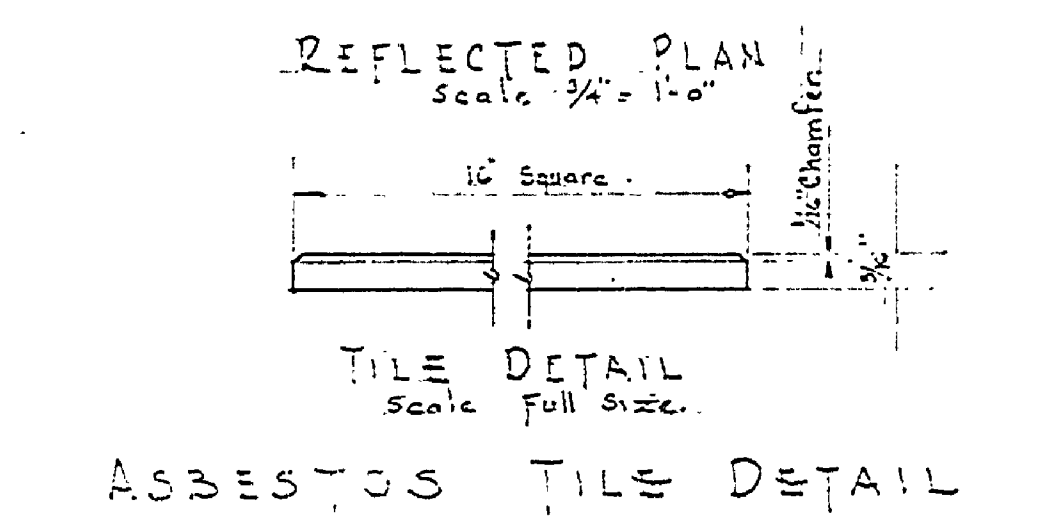 REFLECTED PLAN
Scale 3/4" = 1'-0"
16" Square.
1/16" Chamfer
3/16"
TILE DETAIL
Scale Full Size.
ASBESTOS TILE DETAIL